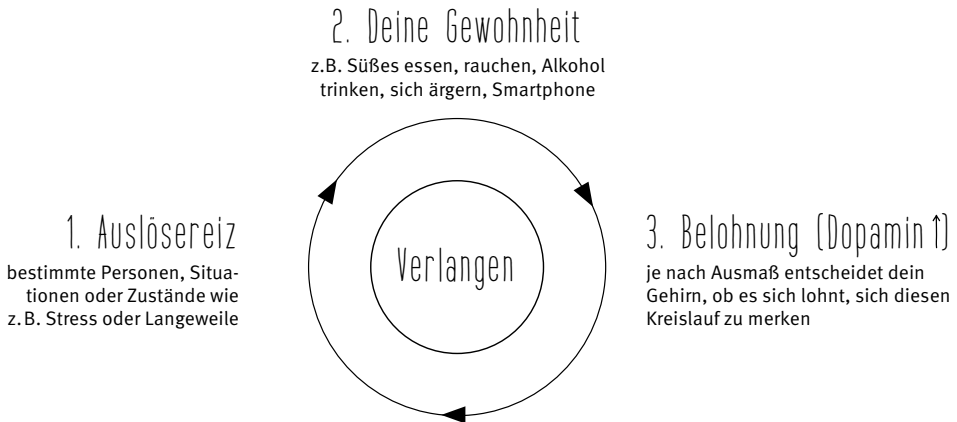 2. Deine Gewohnheit
z.B. Süßes essen, rauchen, Alkohol
trinken, sich ärgern, Smartphone
1. Auslösereiz
bestimmte Personen, Situa-
tionen oder Zustände wie
z.B. Stress oder Langeweile
Verlangen
3. Belohnung (Dopamin ↑)
je nach Ausmaß entscheidet dein
Gehirn, ob es sich lohnt, sich diesen
Kreislauf zu merken